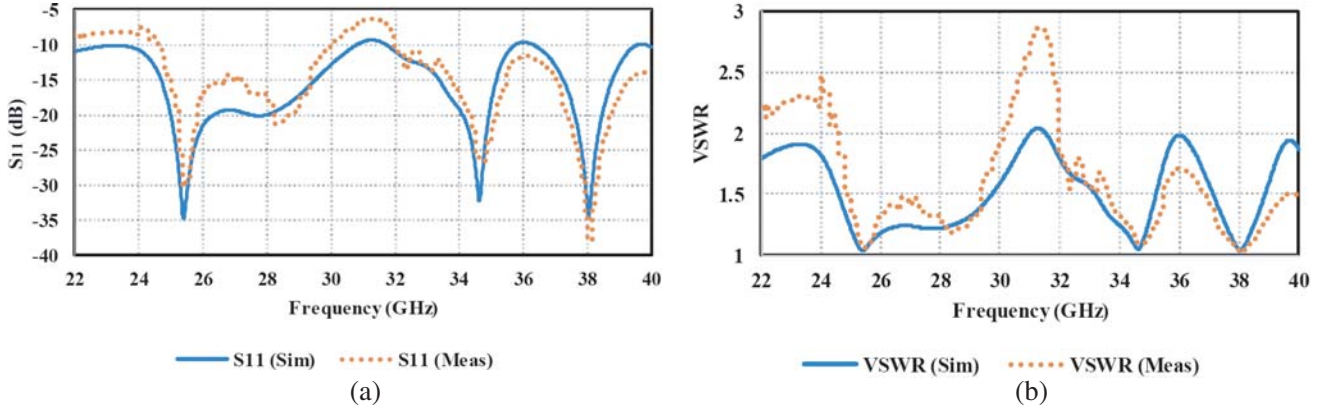 -5
-10
-15
-20
-25
-30
-35
-40
S11 (dB)
22 24 26 28 30 32 34 36 38 40
Frequency (GHz)
S11 (Sim) S11 (Meas)
(a)
3
2.5
2
1.5
1
VSWR
22 24 26 28 30 32 34 36 38 40
Frequency (GHz)
VSWR (Sim) VSWR (Meas)
(b)